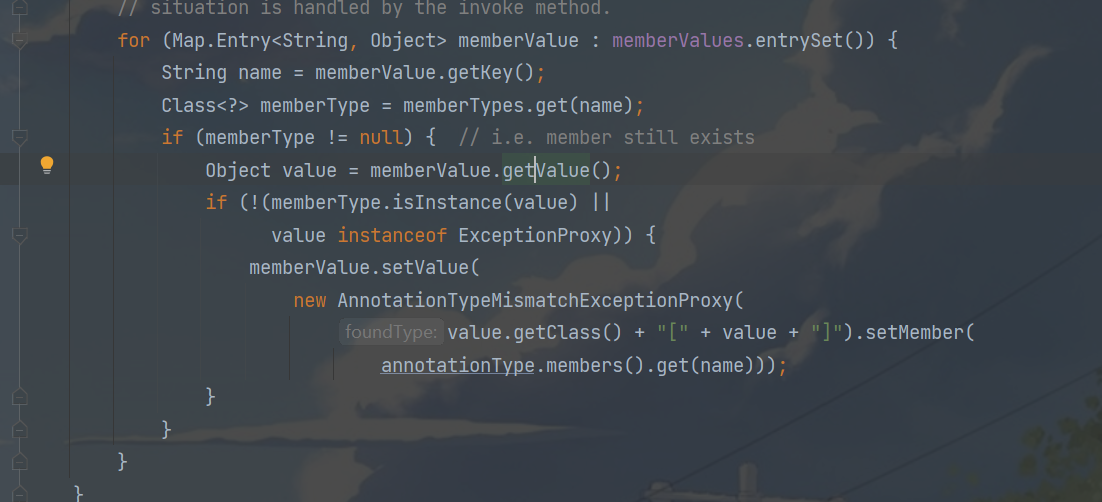 // situation is handled by the invoke method.
for (Map.Entry<String, Object> memberValue : memberValues.entrySet()) {
String name = memberValue.getKey();
Class<?> memberType = memberTypes.get(name);
if (memberType != null) {  // i.e. member still exists
Object value = memberValue.getValue();
if (!(memberType.isInstance(value) ||
value instanceof ExceptionProxy)) {
memberValue.setValue(
new AnnotationTypeMismatchExceptionProxy(
foundType: value.getClass() + "[" + value + "]").setMember(
annotationType.members().get(name)));
}
}
}
}